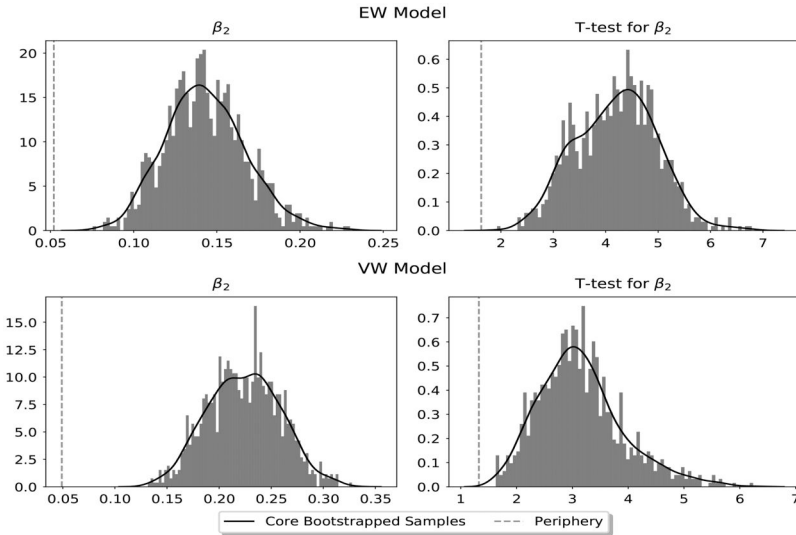 EW Model
β2
T-test for β2
20
15
10
5
0
0.05 0.10 0.15 0.20 0.25
0.6
0.5
0.4
0.3
0.2
0.1
0.0
2 3 4 5 6 7
VW Model
β2
T-test for β2
15.0
12.5
10.0
7.5
5.0
2.5
0.0
0.05 0.10 0.15 0.20 0.25 0.30 0.35
0.7
0.6
0.5
0.4
0.3
0.2
0.1
0.0
1 2 3 4 5 6 7
Core Bootstrapped Samples Periphery